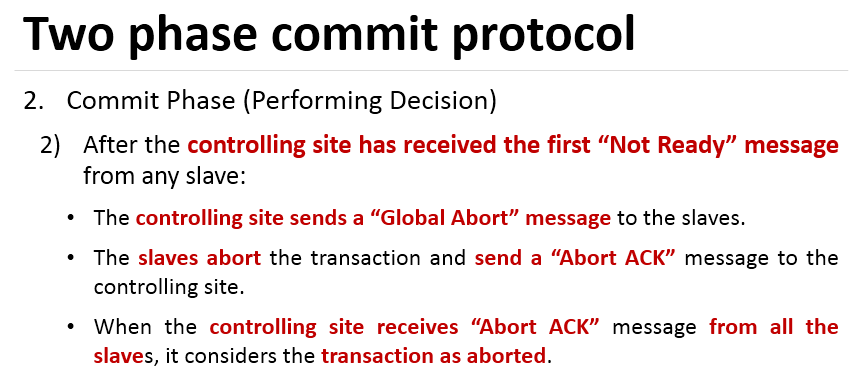 Two phase commit protocol
2. Commit Phase (Performing Decision)
2) After the controlling site has received the first “Not Ready” message
from any slave:
• The controlling site sends a “Global Abort” message to the slaves.
• The slaves abort the transaction and send a “Abort ACK” message to the
controlling site.
• When the controlling site receives “Abort ACK” message from all the
slaves, it considers the transaction as aborted.